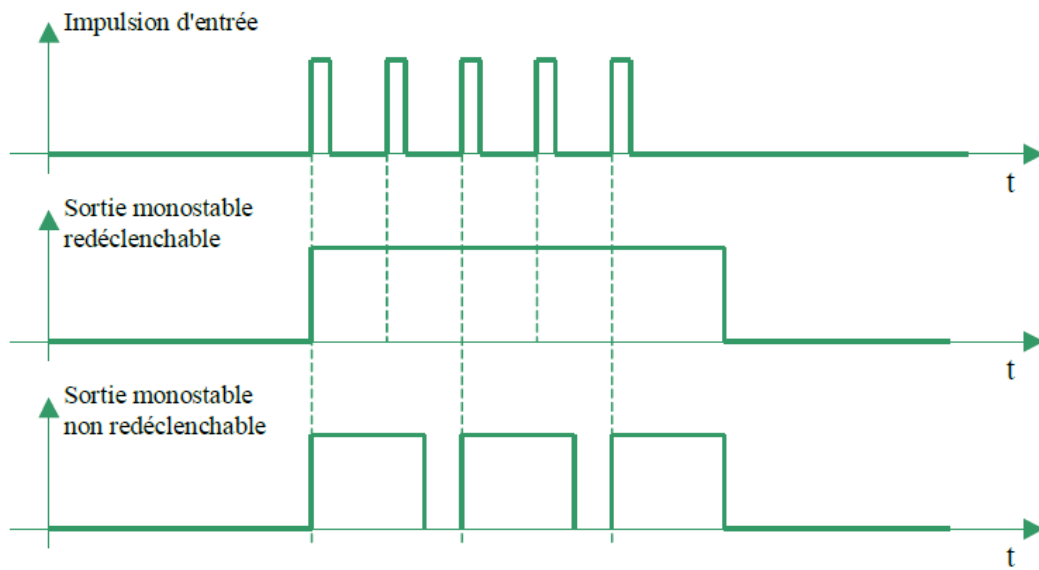 Impulsion d'entrée
t
Sortie monostable
redéclenchable
t
Sortie monostable
non redéclenchable
t